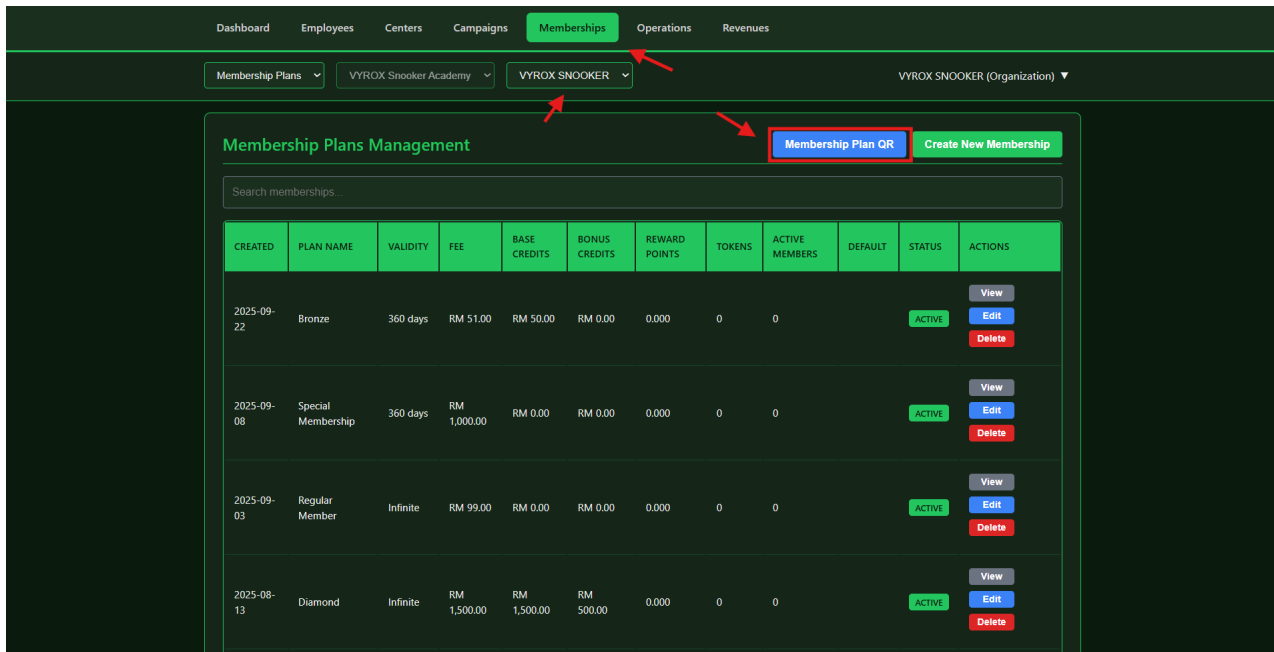 Dashboard Employees Centers Campaigns Memberships Operations Revenues
Membership Plans VYROX Snooker Academy VYROX SNOOKER VYROX SNOOKER (Organization) ▼
Membership Plans Management Membership Plan QR Create New Membership
Search memberships...
CREATED PLAN NAME VALIDITY FEE BASE CREDITS BONUS CREDITS REWARD POINTS TOKENS ACTIVE MEMBERS DEFAULT STATUS ACTIONS
2025-09-22 Bronze 360 days RM 51.00 RM 50.00 RM 0.00 0.000 0 0 ACTIVE View Edit Delete
2025-09-08 Special Membership 360 days RM 1,000.00 RM 0.00 RM 0.00 0.000 0 0 ACTIVE View Edit Delete
2025-09-03 Regular Member Infinite RM 99.00 RM 0.00 RM 0.00 0.000 0 0 ACTIVE View Edit Delete
2025-08-13 Diamond Infinite RM 1,500.00 RM 1,500.00 RM 500.00 0.000 0 0 ACTIVE View Edit Delete